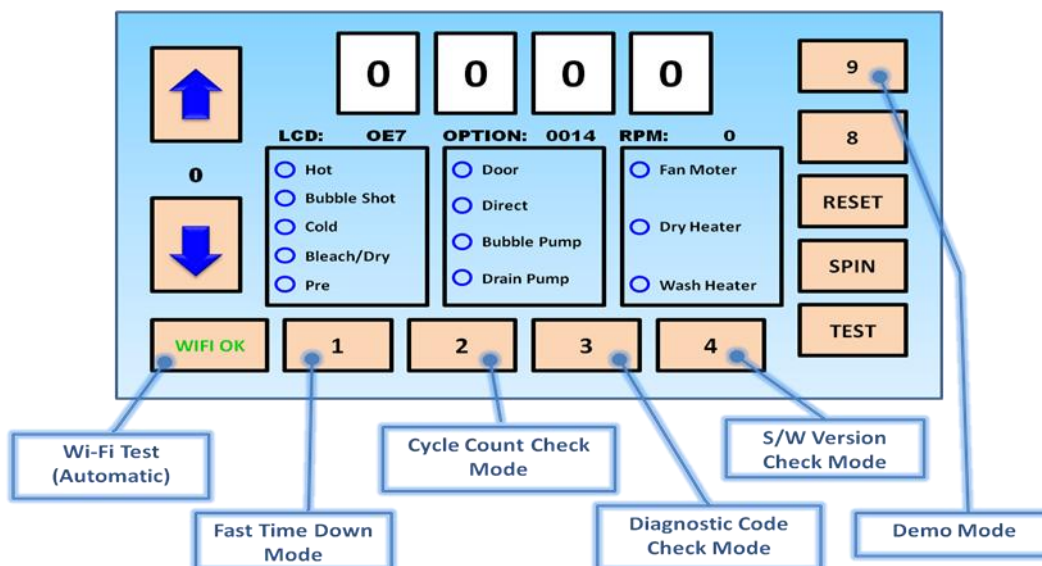 0 0 0 0
9
LCD: OE7 OPTION: 0014 RPM: 0
8
0
Hot
Bubble Shot
Cold
Bleach/Dry
Pre
Door
Direct
Bubble Pump
Drain Pump
Fan Moter
Dry Heater
Wash Heater
RESET
SPIN
TEST
WIFI OK 1 2 3 4
Wi-Fi Test
(Automatic)
Cycle Count Check
Mode
S/W Version
Check Mode
Fast Time Down
Mode
Diagnostic Code
Check Mode
Demo Mode